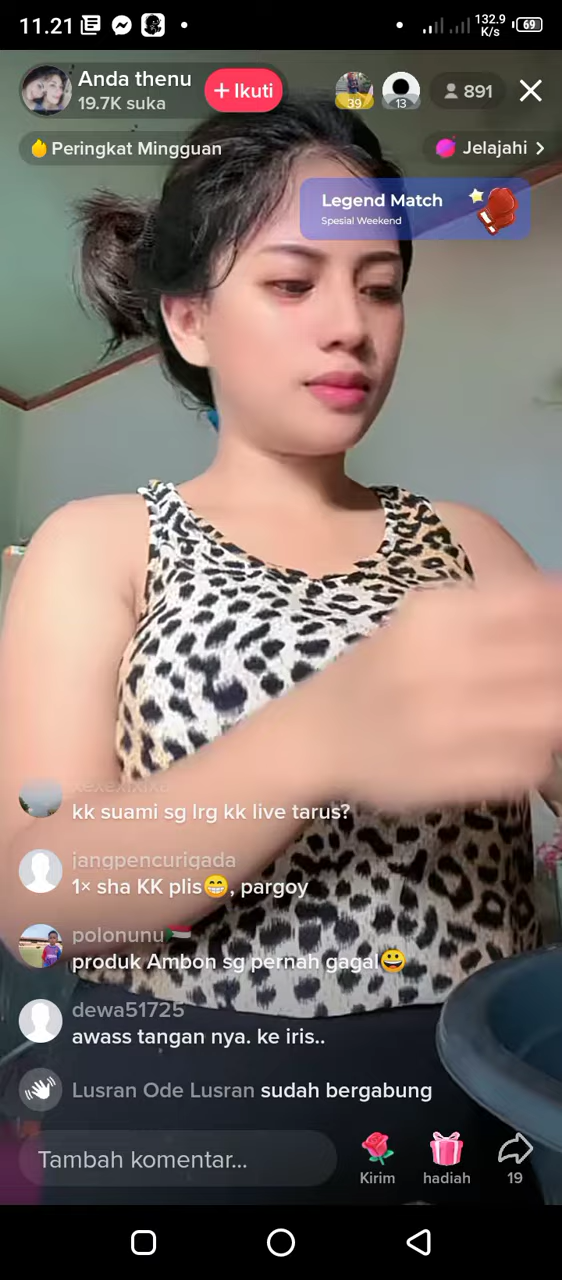 11.21
132.9
K/s
69
Anda thenu
19.7K suka
+ Ikuti
39
13
891
Peringkat Mingguan
Jelajahi
Legend Match
Spesial Weekend
kk suami sg lrg kk live tarus?
jangpencurigada
1× sha KK plis😁, pargoy
polonunu🇮🇩
produk Ambon sg pernah gagal😀
dewa51725
awass tangan nya. ke iris..
Lusran Ode Lusran sudah bergabung
Tambah komentar...
Kirim
hadiah
19